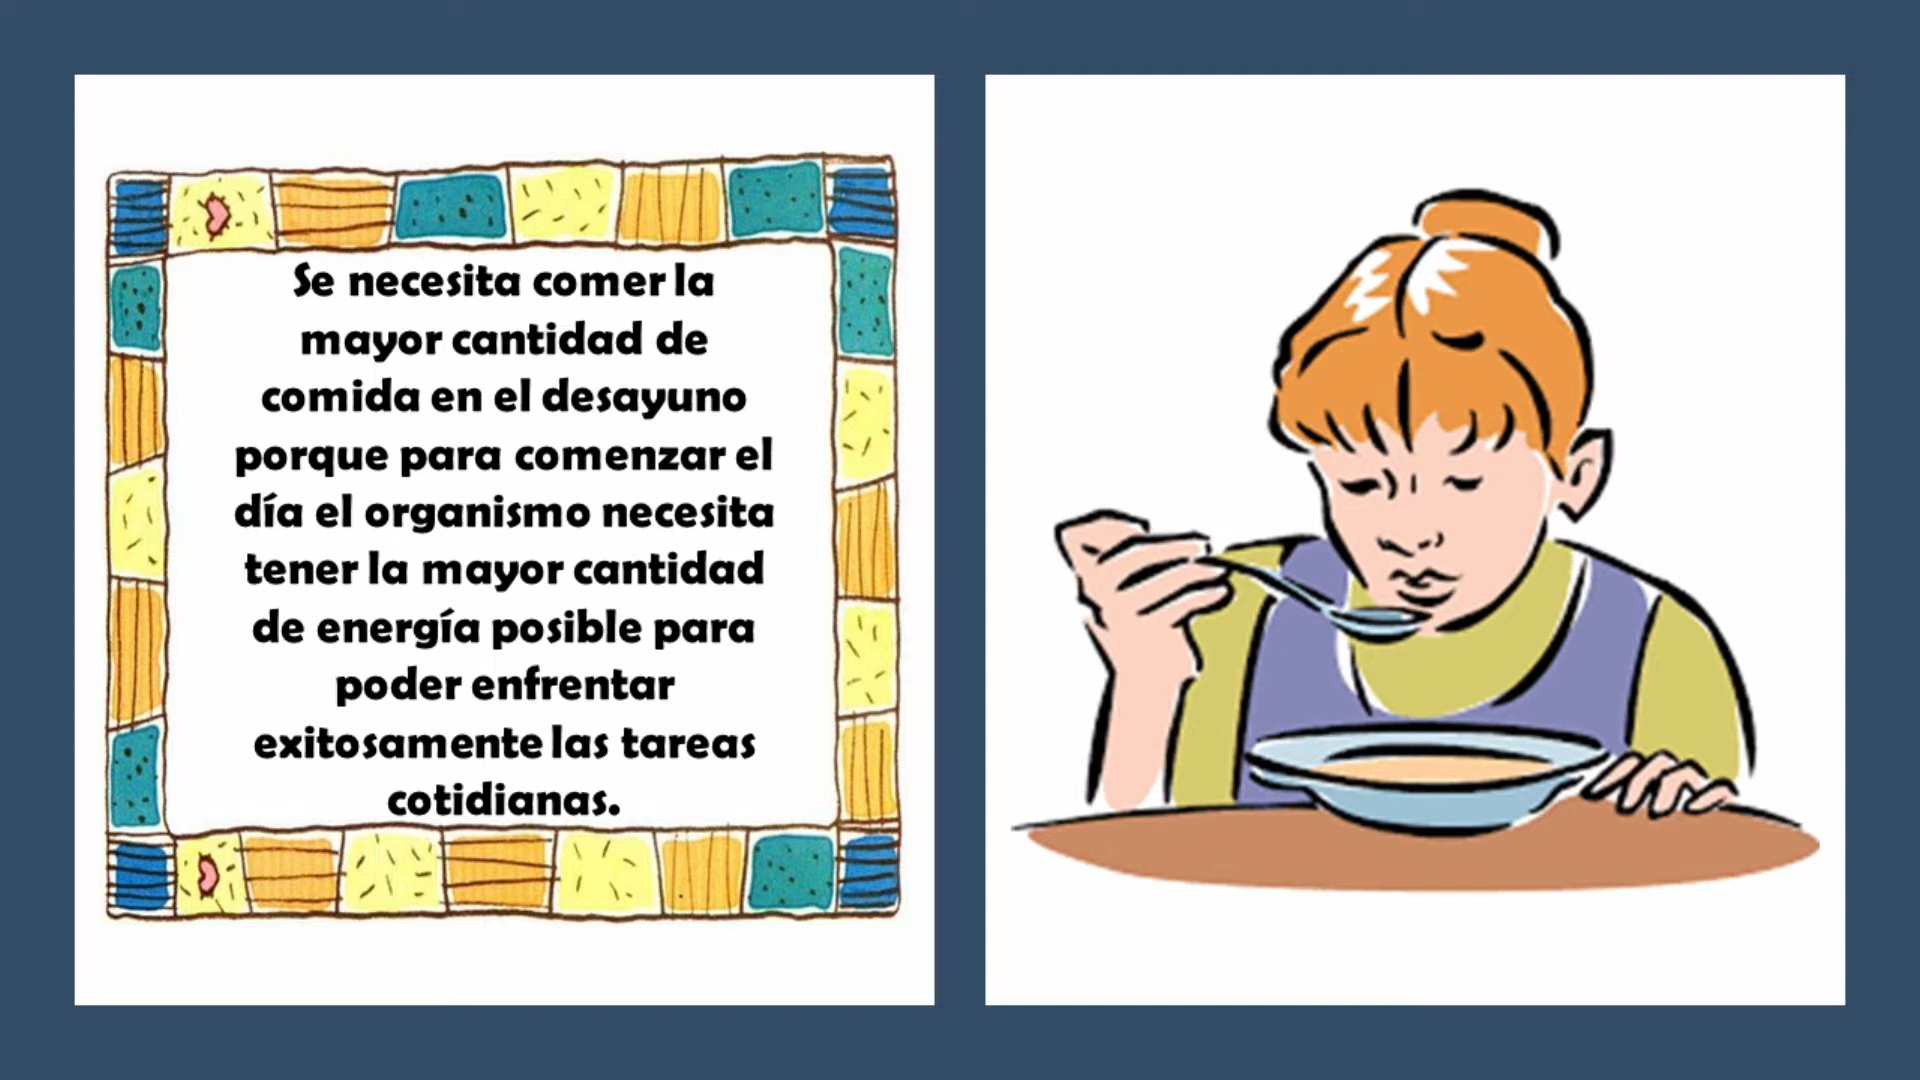 Se necesita comer la
mayor cantidad de
comida en el desayuno
porque para comenzar el
día el organismo necesita
tener la mayor cantidad
de energía posible para
poder enfrentar
exitosamente las tareas
cotidianas.